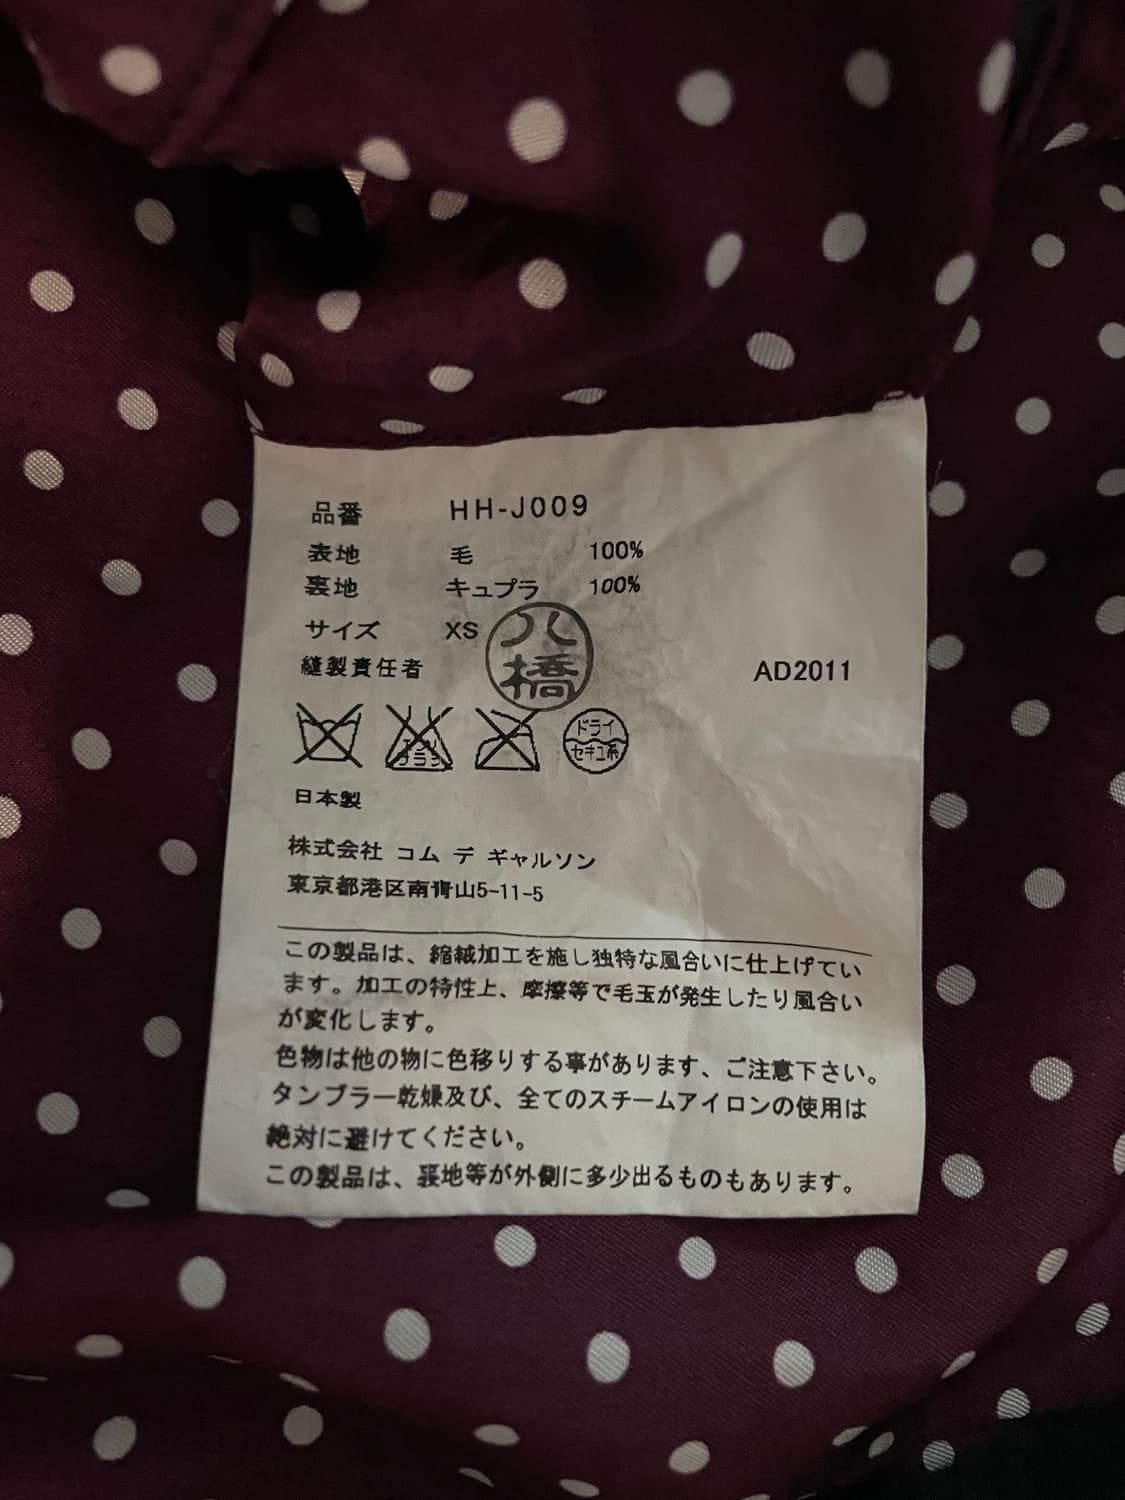 品番 HH-J009
表地 毛 100%
裏地 キュプラ 100%
サイズ XS
八橋
縫製責任者
AD2011
エンソ
サラシ
ドライ
セキユ系
日本製
株式会社 コム デ ギャルソン
東京都港区南青山5-11-5
この製品は、縮絨加工を施し独特な風合いに仕上げてい
ます。加工の特性上、摩擦等で毛玉が発生したり風合い
が変化します。
色物は他の物に色移りする事があります、ご注意下さい。
タンブラー乾燥及び、全てのスチームアイロンの使用は
絶対に避けてください。
この製品は、裏地等が外側に多少出るものもあります。